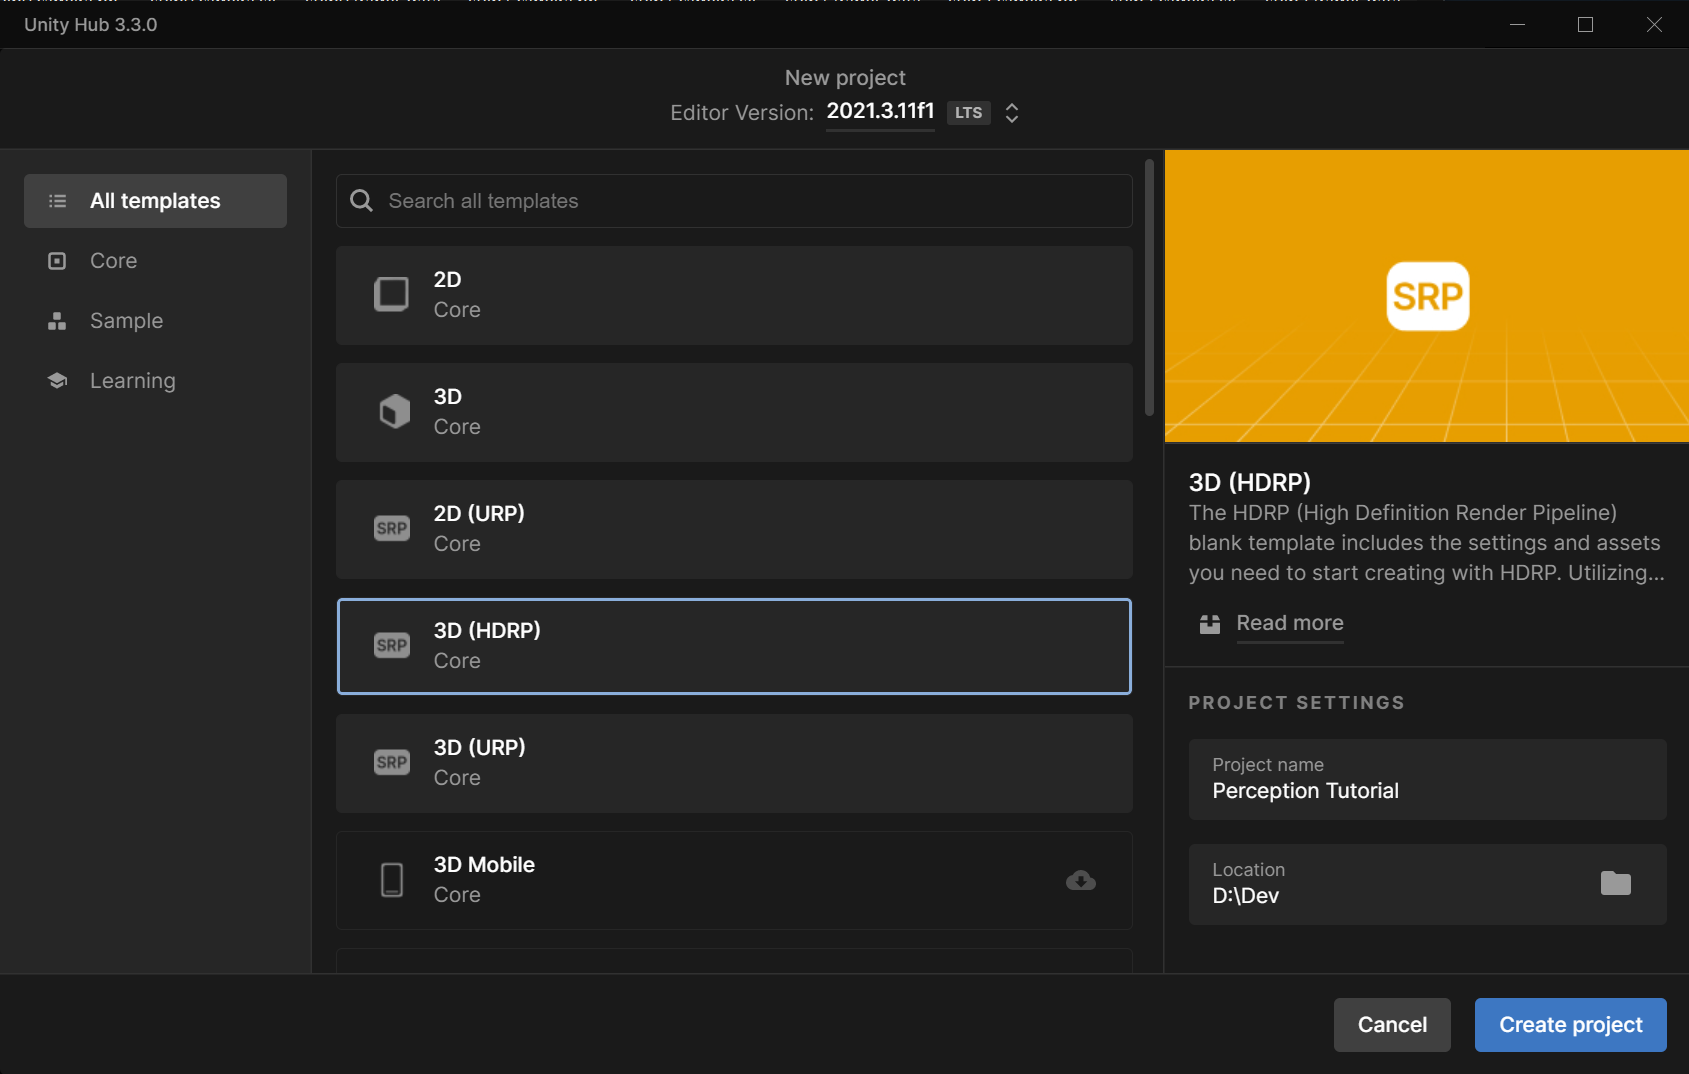 Unity Hub 3.3.0
New project
Editor Version: 2021.3.11f1 LTS
All templates
Core
Sample
Learning
Search all templates
2D
Core
3D
Core
SRP
2D (URP)
Core
SRP
3D (HDRP)
Core
SRP
3D (URP)
Core
3D Mobile
Core
SRP
3D (HDRP)
The HDRP (High Definition Render Pipeline)
blank template includes the settings and assets
you need to start creating with HDRP. Utilizing...
Read more
PROJECT SETTINGS
Project name
Perception Tutorial
Location
D:\Dev
Cancel
Create project